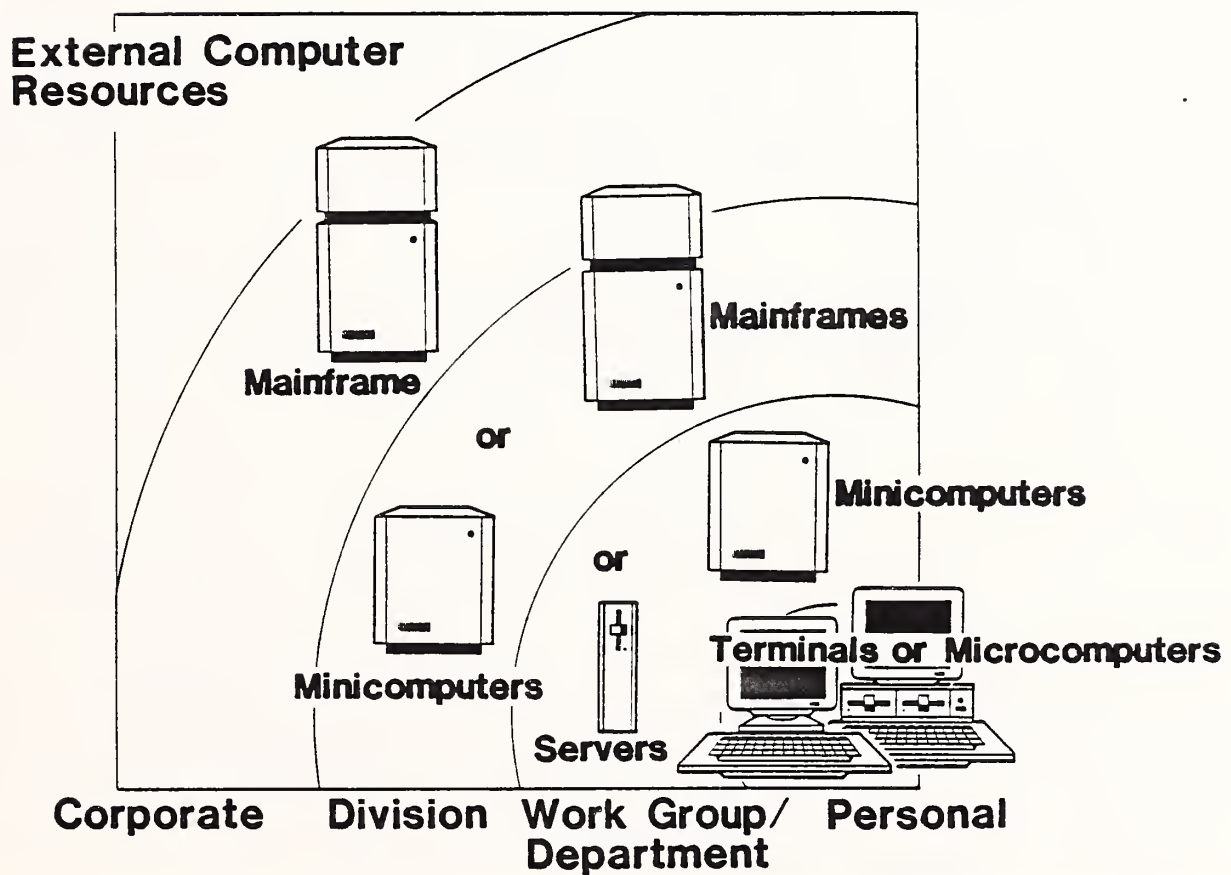 External Computer
Resources
Mainframe
Mainframes
or
Minicomputers
Minicomputers
or
Servers
Terminals or Microcomputers
Corporate
Division
Work Group/
Department
Personal